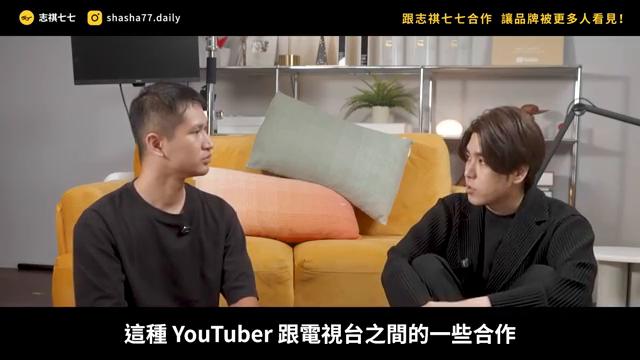 志祺七七 shasha77.daily 跟志祺七七合作 讓品牌被更多人看見！
這種 YouTuber 跟電視台之間的一些合作